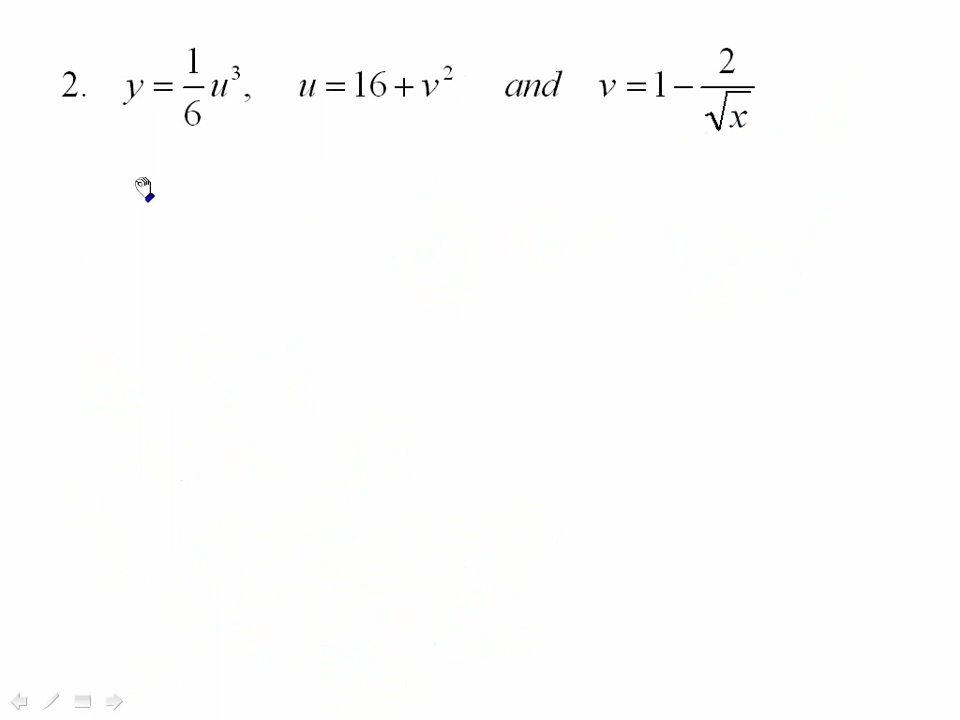 2. y = 1/6 u³, u = 16 + v² and v = 1 − 2/√x